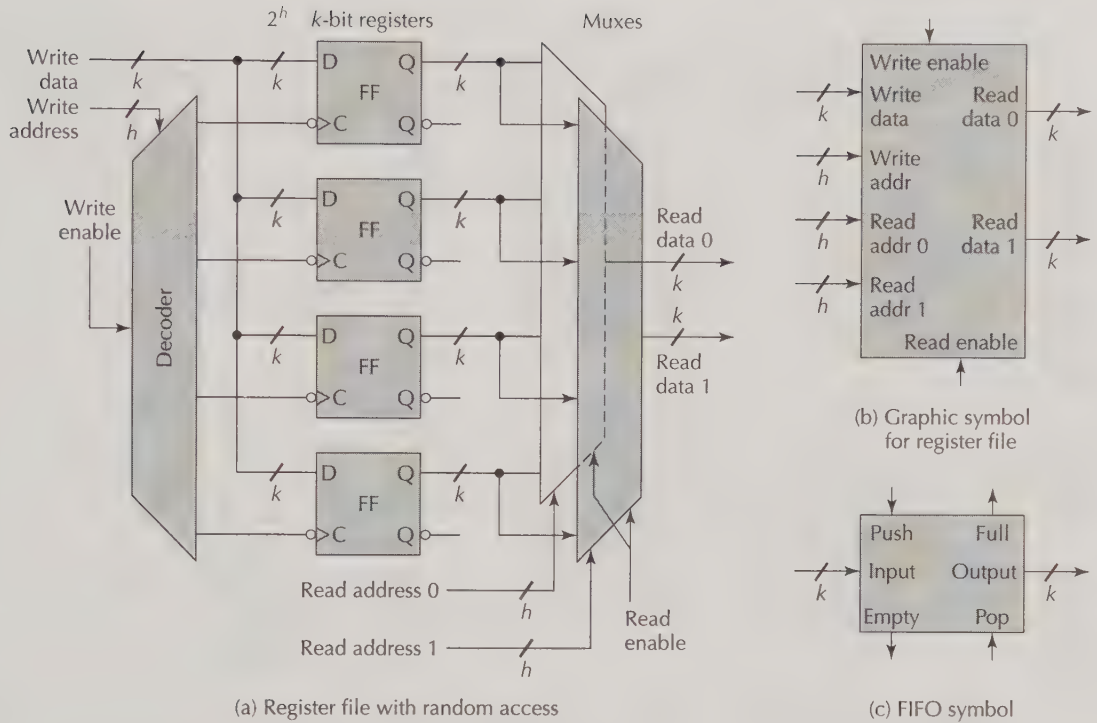 2^h k-bit registers
Muxes
Write data
k
k
D Q
FF
C Q
k
Write address
h
Write enable
Decoder
k
D Q
FF
C Q
k
k
D Q
FF
C Q
k
k
D Q
FF
C Q
k
Read data 0
k
k
Read data 1
Read address 0
h
Read address 1
h
Read enable
(a) Register file with random access
Write enable
k
Write data
Read data 0
k
h
Write addr
h
Read addr 0
Read data 1
k
h
Read addr 1
Read enable
(b) Graphic symbol
for register file
Push Full
k
Input Output
k
Empty Pop
(c) FIFO symbol